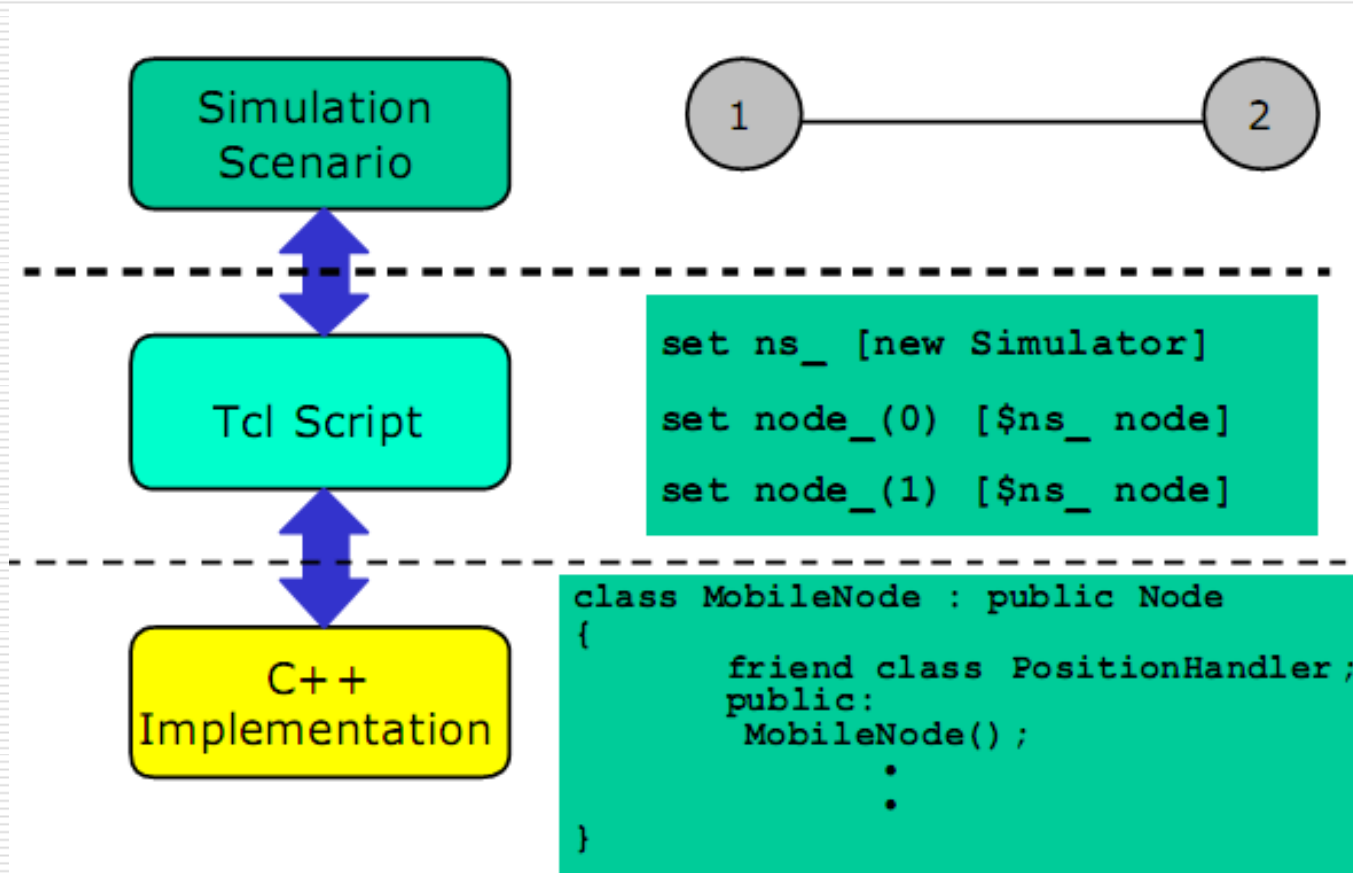 Simulation
Scenario
1
2
Tcl Script
set ns_ [new Simulator]
set node_(0) [$ns_ node]
set node_(1) [$ns_ node]
C++
Implementation
class MobileNode : public Node
{
friend class PositionHandler;
public:
MobileNode();
•
•
}